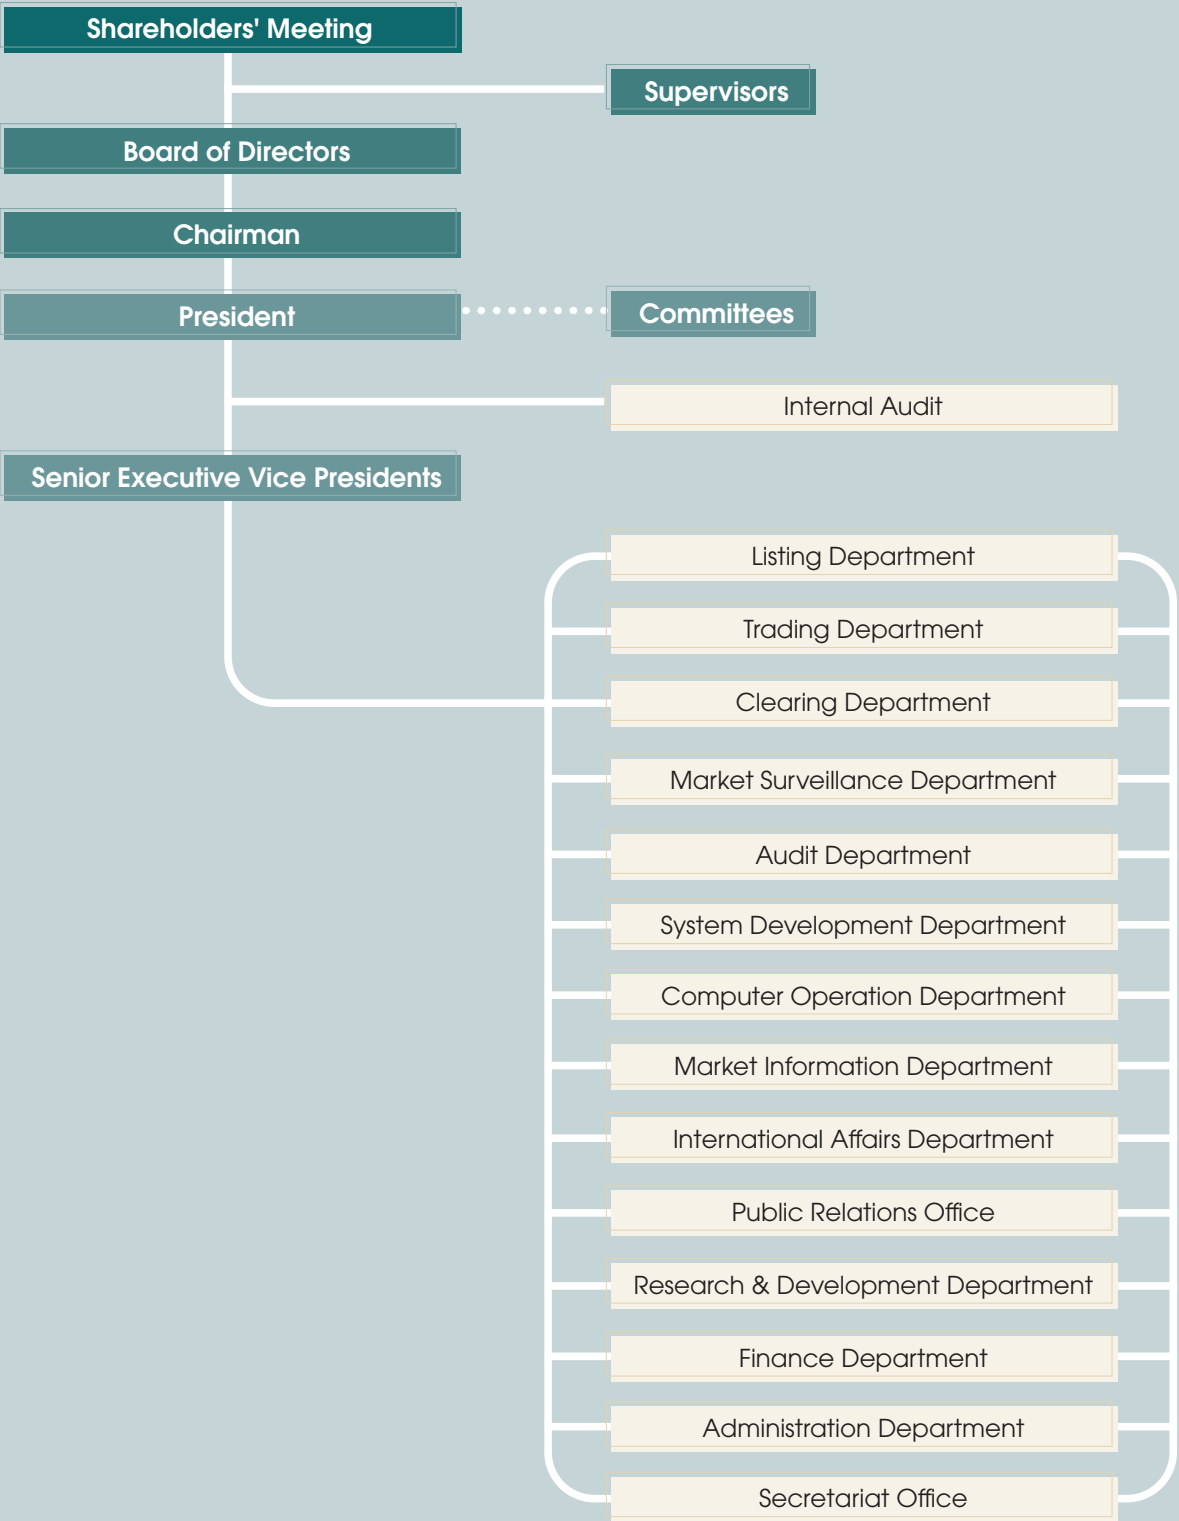 Shareholders' Meeting
Supervisors
Board of Directors
Chairman
President
Committees
Internal Audit
Senior Executive Vice Presidents
Listing Department
Trading Department
Clearing Department
Market Surveillance Department
Audit Department
System Development Department
Computer Operation Department
Market Information Department
International Affairs Department
Public Relations Office
Research & Development Department
Finance Department
Administration Department
Secretariat Office